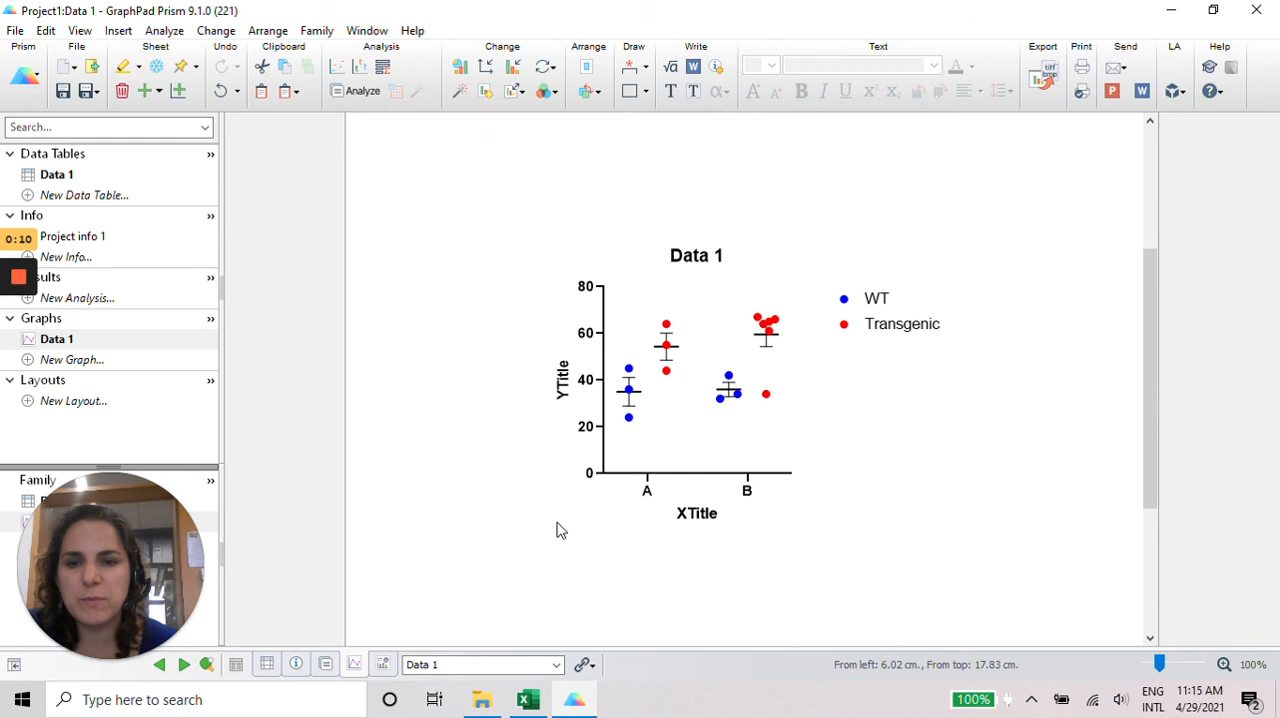 Project1:Data 1 - GraphPad Prism 9.1.0 (221)
File Edit View Insert Change Arrange Family Window Help
Analyze
Prism File Sheet Undo Clipboard Analysis Change Arrange Draw Write Text Export Print Send LA Help
Analyze
Search...
Data Tables
Data 1
New Data Table...
Info
0:10
Project info 1
New Info...
sults
New Analysis...
Graphs
Data 1
New Graph...
Layouts
New Layout...
Family
Data 1
WT
Transgenic
80
60
40
20
0
YTitle
A B
XTitle
Data 1
From left: 6.02 cm., From top: 17.83 cm.
100%
Type here to search
100%
ENG
INTL
11:15 AM
4/29/2021
2